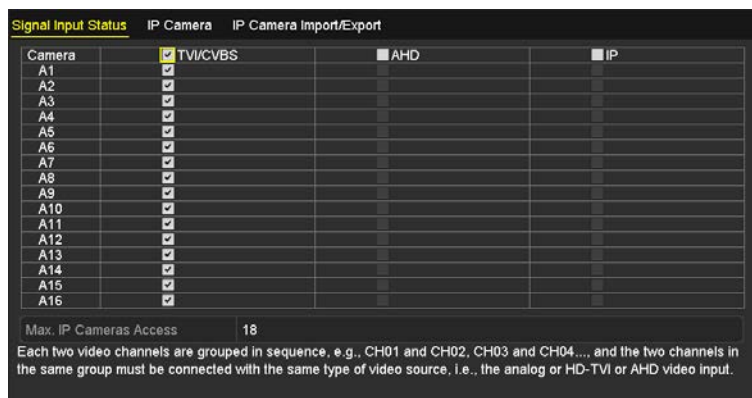 Signal Input Status IP Camera IP Camera Import/Export
Camera TVI/CVBS AHD IP
A1
A2
A3
A4
A5
A6
A7
A8
A9
A10
A11
A12
A13
A14
A15
A16
Max. IP Cameras Access 18
Each two video channels are grouped in sequence, e.g., CH01 and CH02, CH03 and CH04..., and the two channels in
the same group must be connected with the same type of video source, i.e., the analog or HD-TVI or AHD video input.